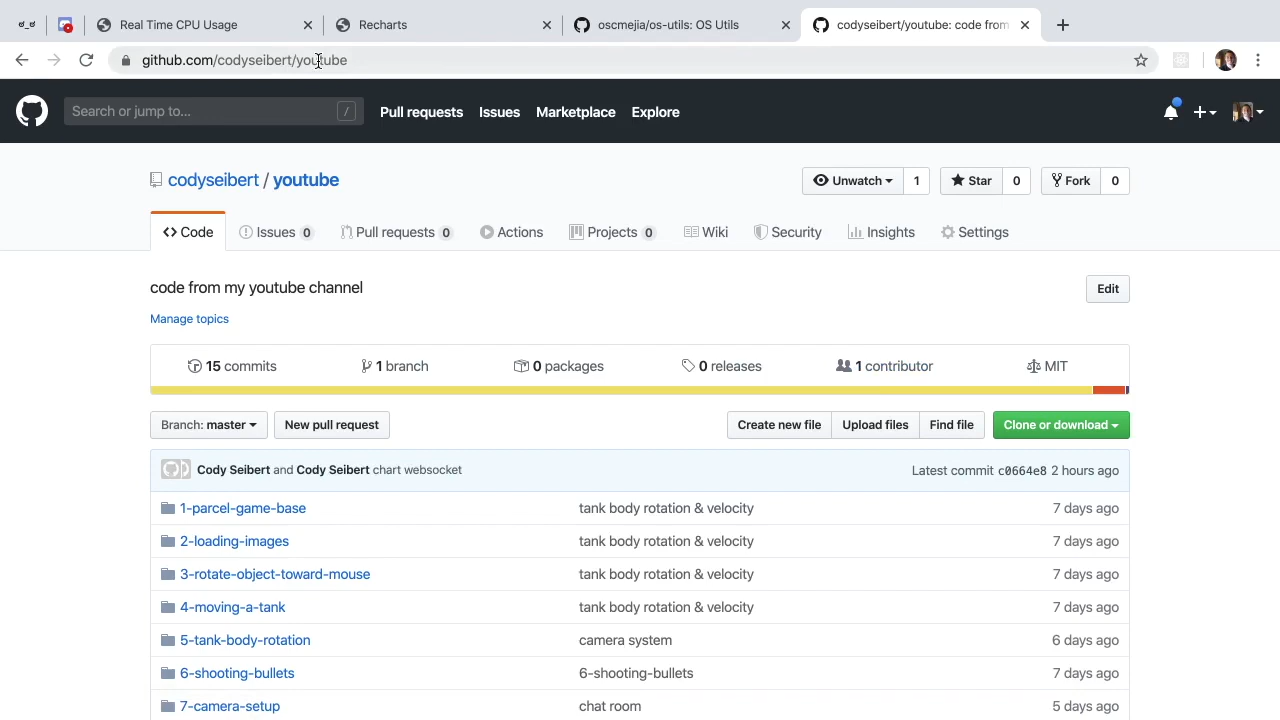 Real Time CPU Usage
Recharts
oscmejia/os-utils: OS Utils
codyseibert/youtube: code from
github.com/codyseibert/youtube
Search or jump to... /
Pull requests Issues Marketplace Explore
codyseibert / youtube
Unwatch 1
Star 0
Fork 0
Code
Issues 0
Pull requests 0
Actions
Projects 0
Wiki
Security
Insights
Settings
code from my youtube channel
Edit
Manage topics
15 commits
1 branch
0 packages
0 releases
1 contributor
MIT
Branch: master
New pull request
Create new file
Upload files
Find file
Clone or download
Cody Seibert and Cody Seibert chart websocket
Latest commit c0664e8 2 hours ago
1-parcel-game-base tank body rotation & velocity 7 days ago
2-loading-images tank body rotation & velocity 7 days ago
3-rotate-object-toward-mouse tank body rotation & velocity 7 days ago
4-moving-a-tank tank body rotation & velocity 7 days ago
5-tank-body-rotation camera system 6 days ago
6-shooting-bullets 6-shooting-bullets 7 days ago
7-camera-setup chat room 5 days ago